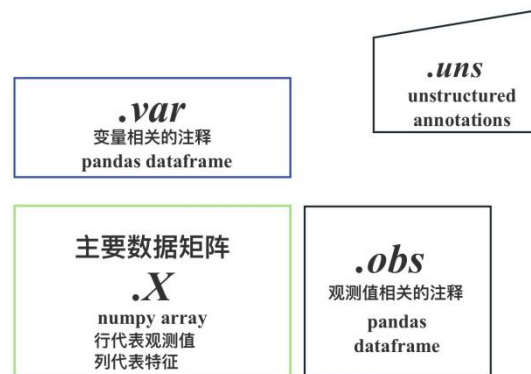 .uns
unstructured
annotations
.var
变量相关的注释
pandas dataframe
主要数据矩阵
.X
numpy array
行代表观测值
列代表特征
.obs
观测值相关的注释
pandas
dataframe